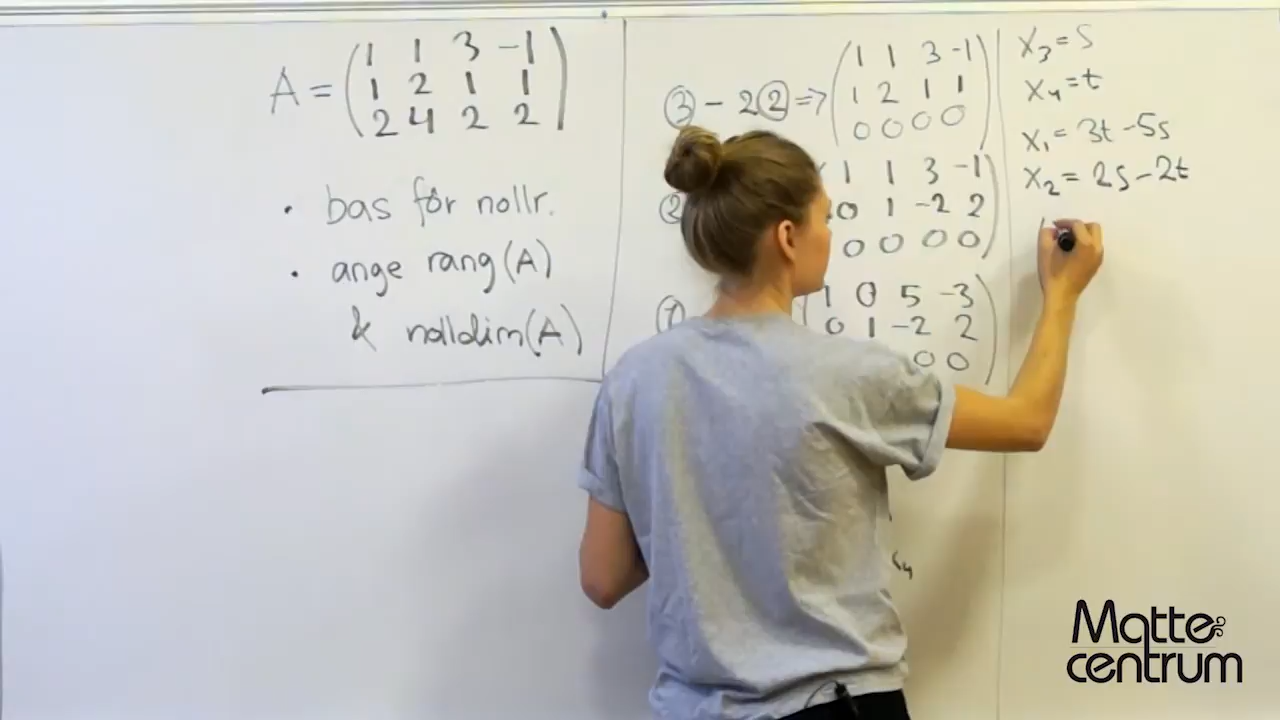 A = (1 1 3 -1
1 2 1 1
2 4 2 2)
• bas för nollr.
• ange rang(A)
& nolldim(A)
③ - 2② => (1 1 3 -1
1 2 1 1
0 0 0 0)
1 1 3 -1
0 1 -2 2
0 0 0 0)
1 0 5 -3
0 1 -2 2
0 0)
x₃ = s
x₄ = t
x₁ = 3t - 5s
x₂ = 2s - 2t
Matte
centrum